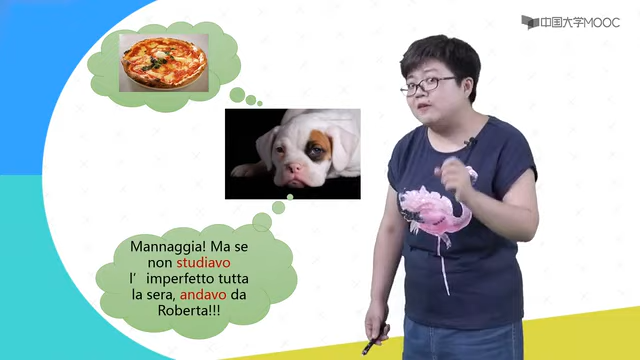 中国大学MOOC
Mannaggia! Ma se
non studiavo
l'imperfetto tutta
la sera, andavo da
Roberta!!!